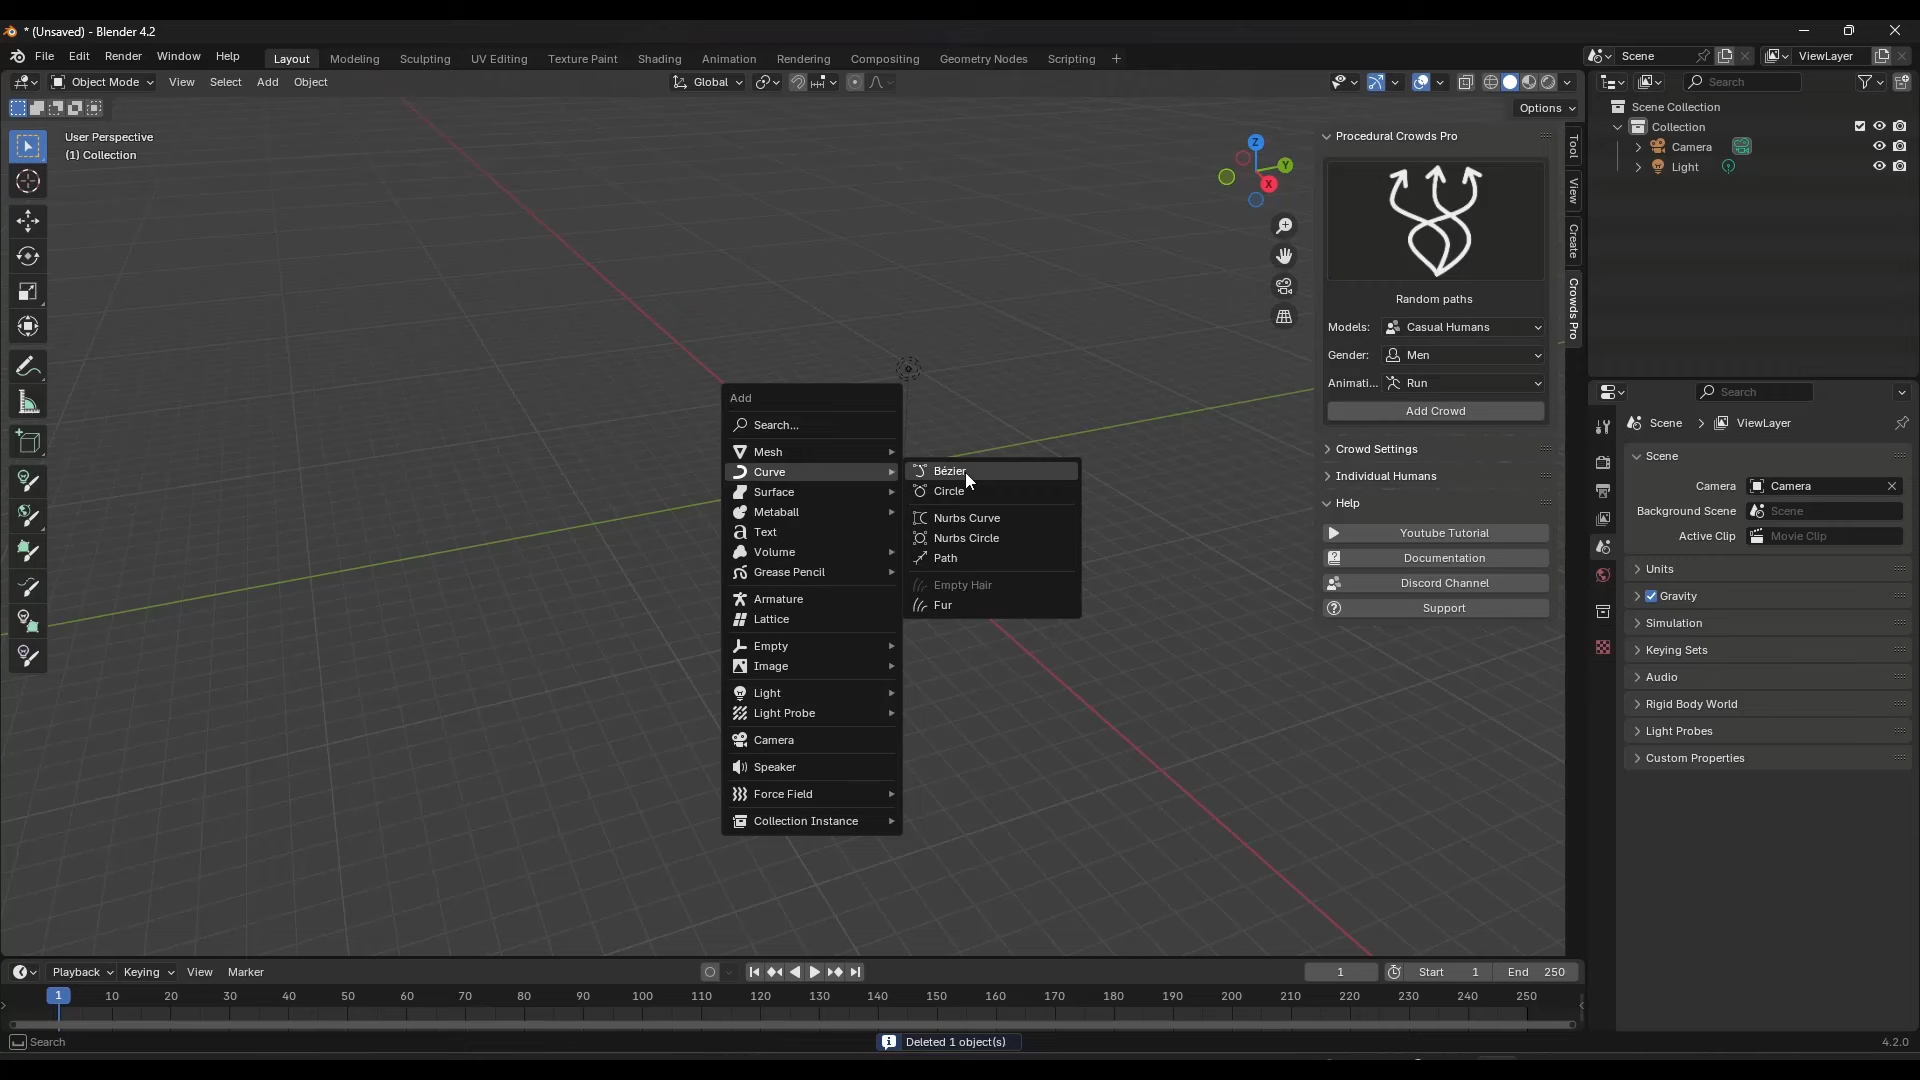 * (Unsaved) - Blender 4.2
File Edit Render Window Help Layout Modeling Sculpting UV Editing Texture Paint Shading Animation Rendering Compositing Geometry Nodes Scripting + Scene ViewLayer
Object Mode View Select Add Object Global Search
Options
User Perspective
(1) Collection
Z
Y
X
Procedural Crowds Pro
Random paths
Models: Casual Humans
Gender: Men
Animati... Run
Add Crowd
Crowd Settings
Individual Humans
Help
Youtube Tutorial
Documentation
Discord Channel
Support
Tool
View
Create
Crowds Pro
Add
Search...
Mesh
Curve
Surface
Metaball
Text
Volume
Grease Pencil
Armature
Lattice
Empty
Image
Light
Light Probe
Camera
Speaker
Force Field
Collection Instance
Bézier
Circle
Nurbs Curve
Nurbs Circle
Path
Empty Hair
Fur
Scene Collection
Collection
Camera
Light
Search
Scene > ViewLayer
Scene
Camera Camera
Background Scene Scene
Active Clip Movie Clip
Units
Gravity
Simulation
Keying Sets
Audio
Rigid Body World
Light Probes
Custom Properties
Playback Keying View Marker 1 Start 1 End 250
1 10 20 30 40 50 60 70 80 90 100 110 120 130 140 150 160 170 180 190 200 210 220 230 240 250
Search Deleted 1 object(s) 4.2.0